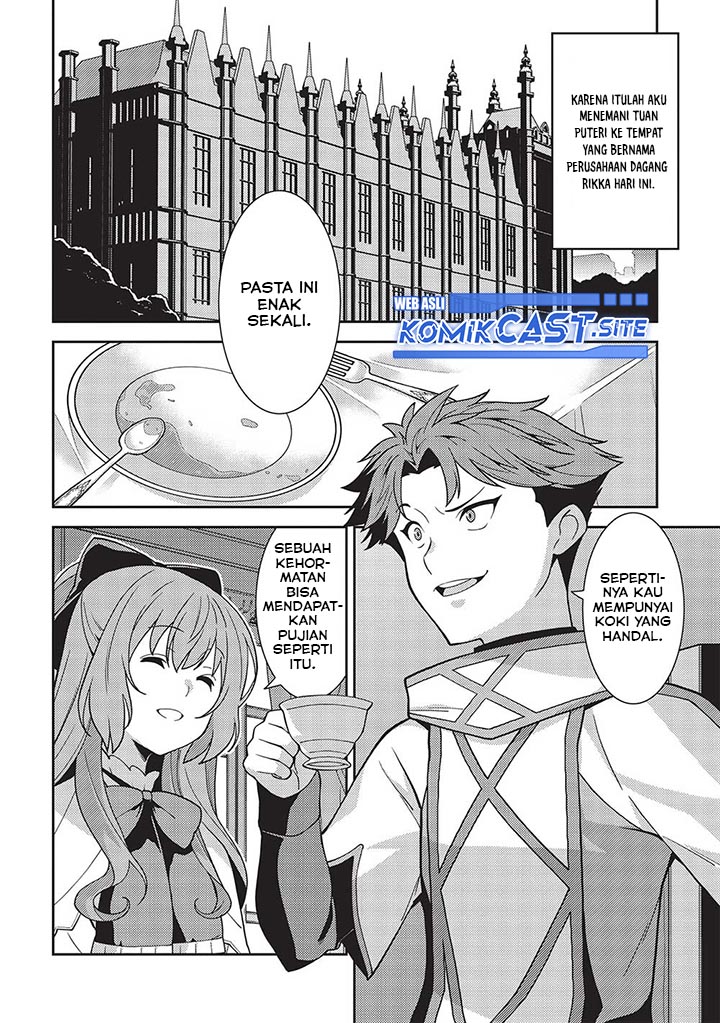 KARENA ITULAH AKU
MENEMANI TUAN
PUTERI KE TEMPAT
YANG BERNAMA
PERUSAHAAN DAGANG
RIKKA HARI INI.
PASTA INI
ENAK
SEKALI.
WEB ASLI
KOMIKCAST.SITE
SEPERTI-
NYA KAU
MEMPUNYAI
KOKI YANG
HANDAL.
SEBUAH
KEHOR-
MATAN
BISA
MENDAPAT-
KAN
PUJIAN
SEPERTI
ITU.